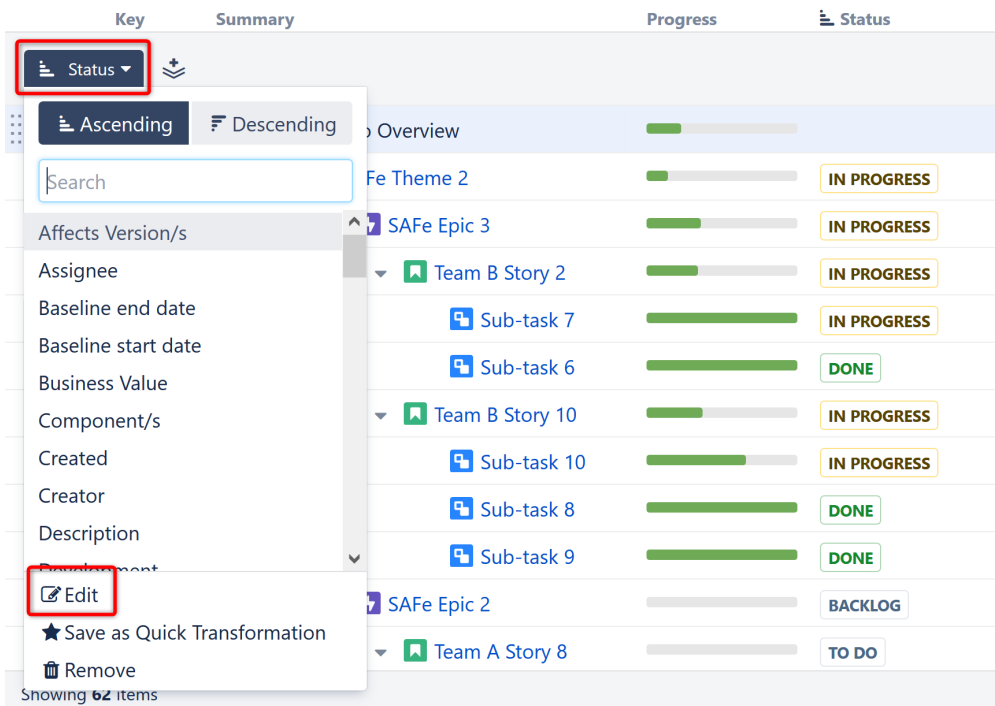 Key Summary Progress Status
Status
Ascending Descending
Overview
Search
Fe Theme 2 IN PROGRESS
Affects Version/s
SAFe Epic 3 IN PROGRESS
Assignee
Team B Story 2 IN PROGRESS
Baseline end date
Sub-task 7 IN PROGRESS
Baseline start date
Sub-task 6 DONE
Business Value
Component/s
Team B Story 10 IN PROGRESS
Created
Sub-task 10 IN PROGRESS
Creator
Sub-task 8 DONE
Description
Sub-task 9 DONE
Development
Edit
SAFe Epic 2 BACKLOG
Save as Quick Transformation
Team A Story 8 TO DO
Remove
Showing 62 items